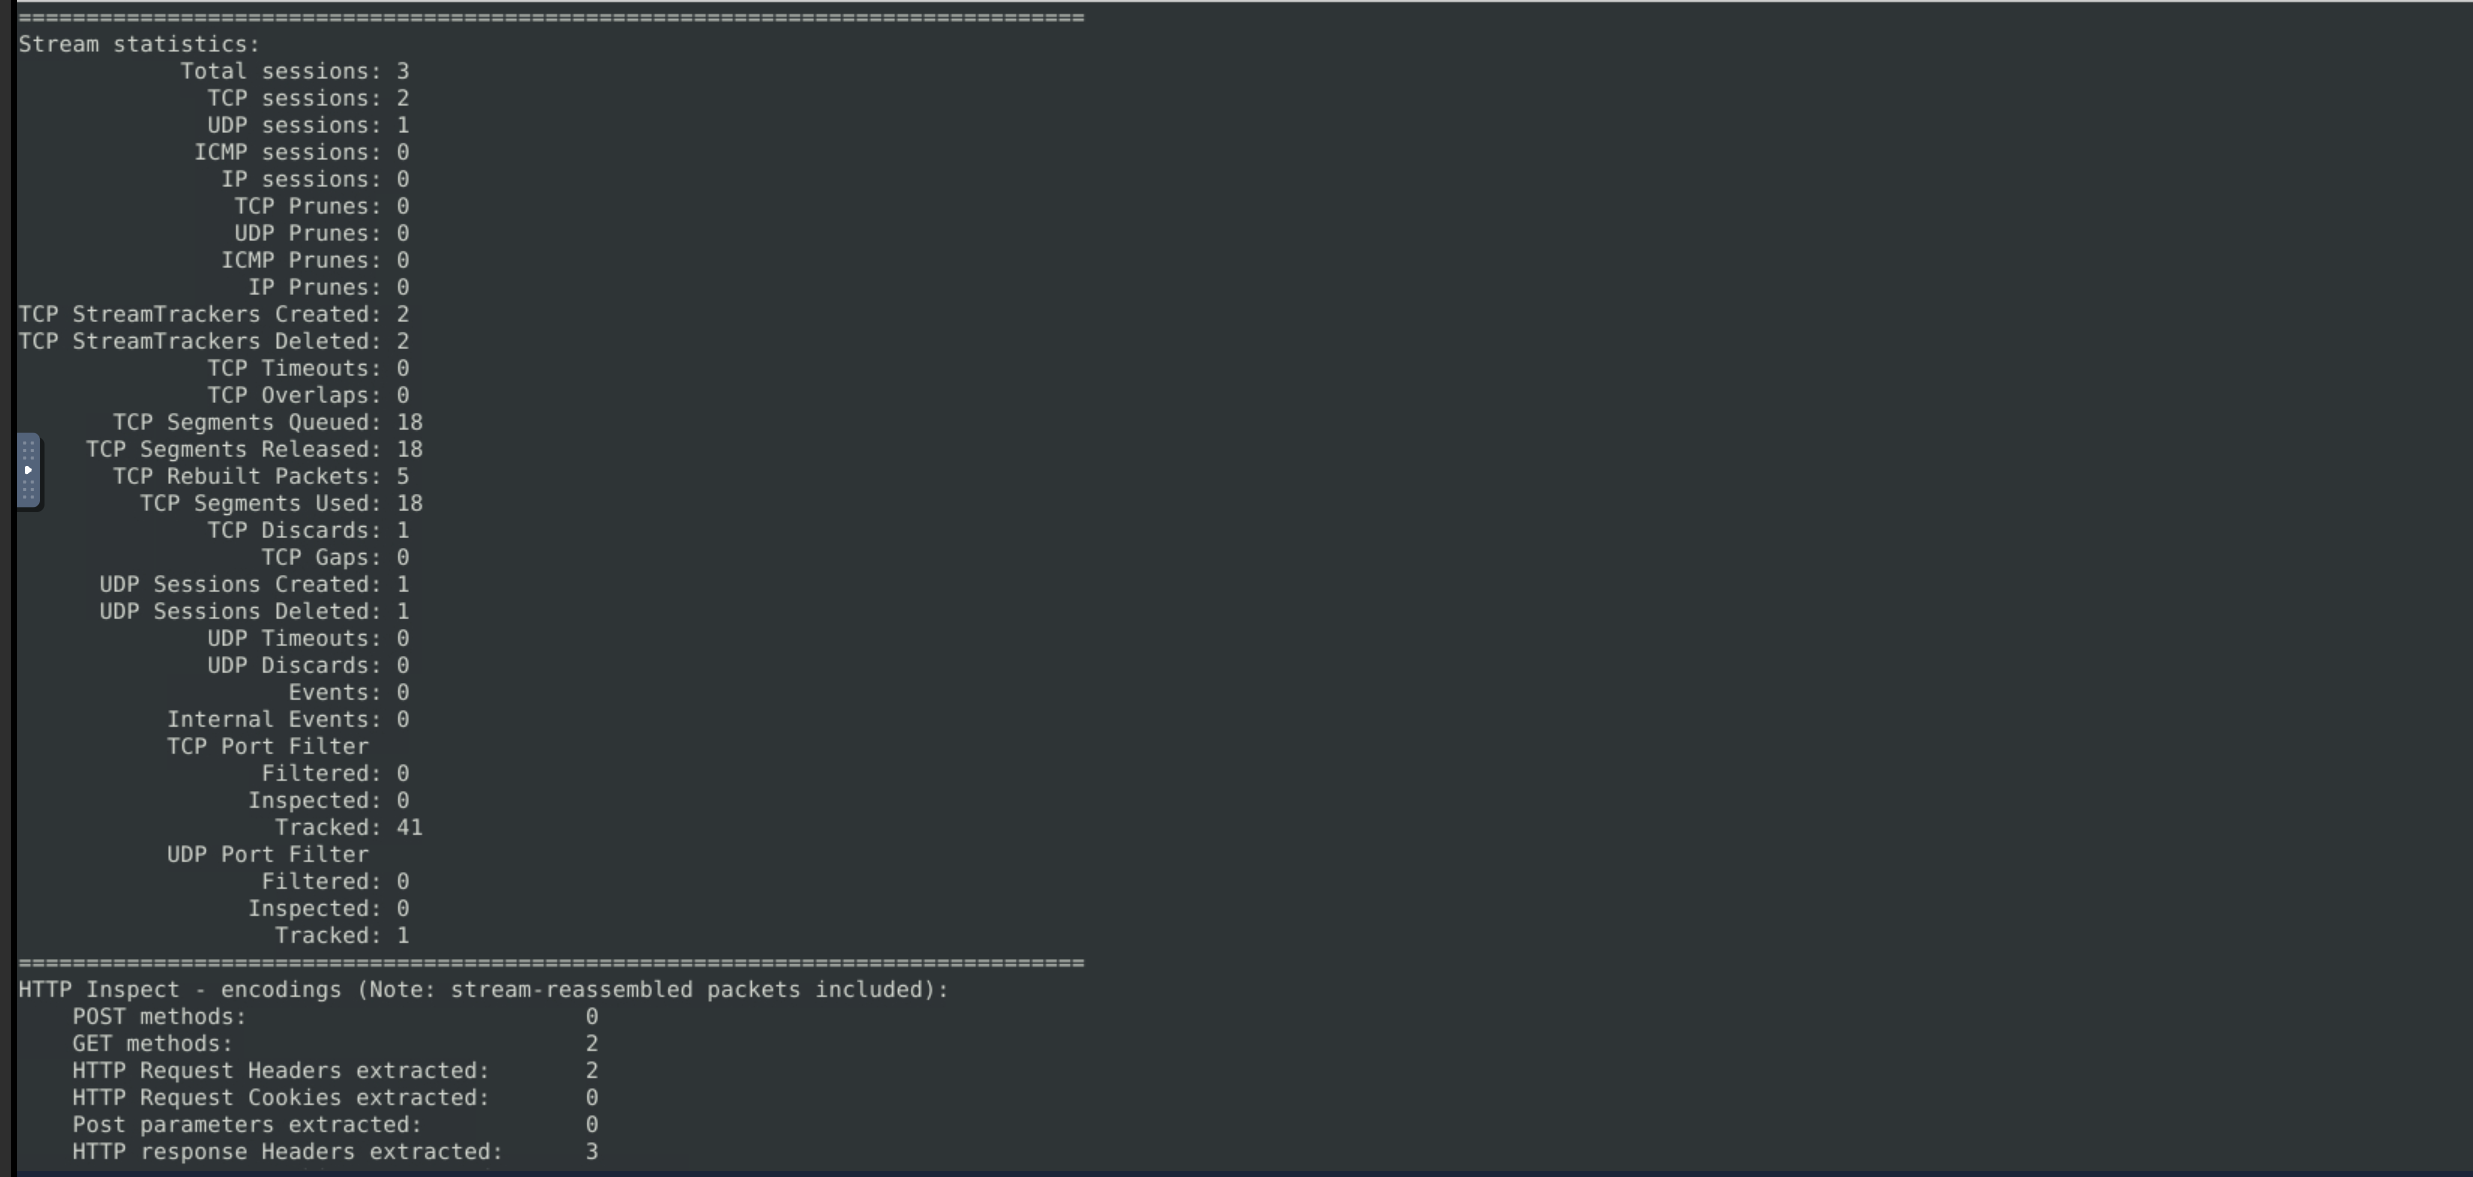 ===============================================================================
Stream statistics:
            Total sessions: 3
              TCP sessions: 2
              UDP sessions: 1
             ICMP sessions: 0
               IP sessions: 0
                TCP Prunes: 0
                UDP Prunes: 0
               ICMP Prunes: 0
                 IP Prunes: 0
TCP StreamTrackers Created: 2
TCP StreamTrackers Deleted: 2
              TCP Timeouts: 0
              TCP Overlaps: 0
       TCP Segments Queued: 18
     TCP Segments Released: 18
       TCP Rebuilt Packets: 5
         TCP Segments Used: 18
              TCP Discards: 1
                  TCP Gaps: 0
      UDP Sessions Created: 1
      UDP Sessions Deleted: 1
              UDP Timeouts: 0
              UDP Discards: 0
                    Events: 0
           Internal Events: 0
           TCP Port Filter
                  Filtered: 0
                 Inspected: 0
                   Tracked: 41
           UDP Port Filter
                  Filtered: 0
                 Inspected: 0
                   Tracked: 1
===============================================================================
HTTP Inspect - encodings (Note: stream-reassembled packets included):
    POST methods:                         0
    GET methods:                          2
    HTTP Request Headers extracted:       2
    HTTP Request Cookies extracted:       0
    Post parameters extracted:            0
    HTTP response Headers extracted:      3